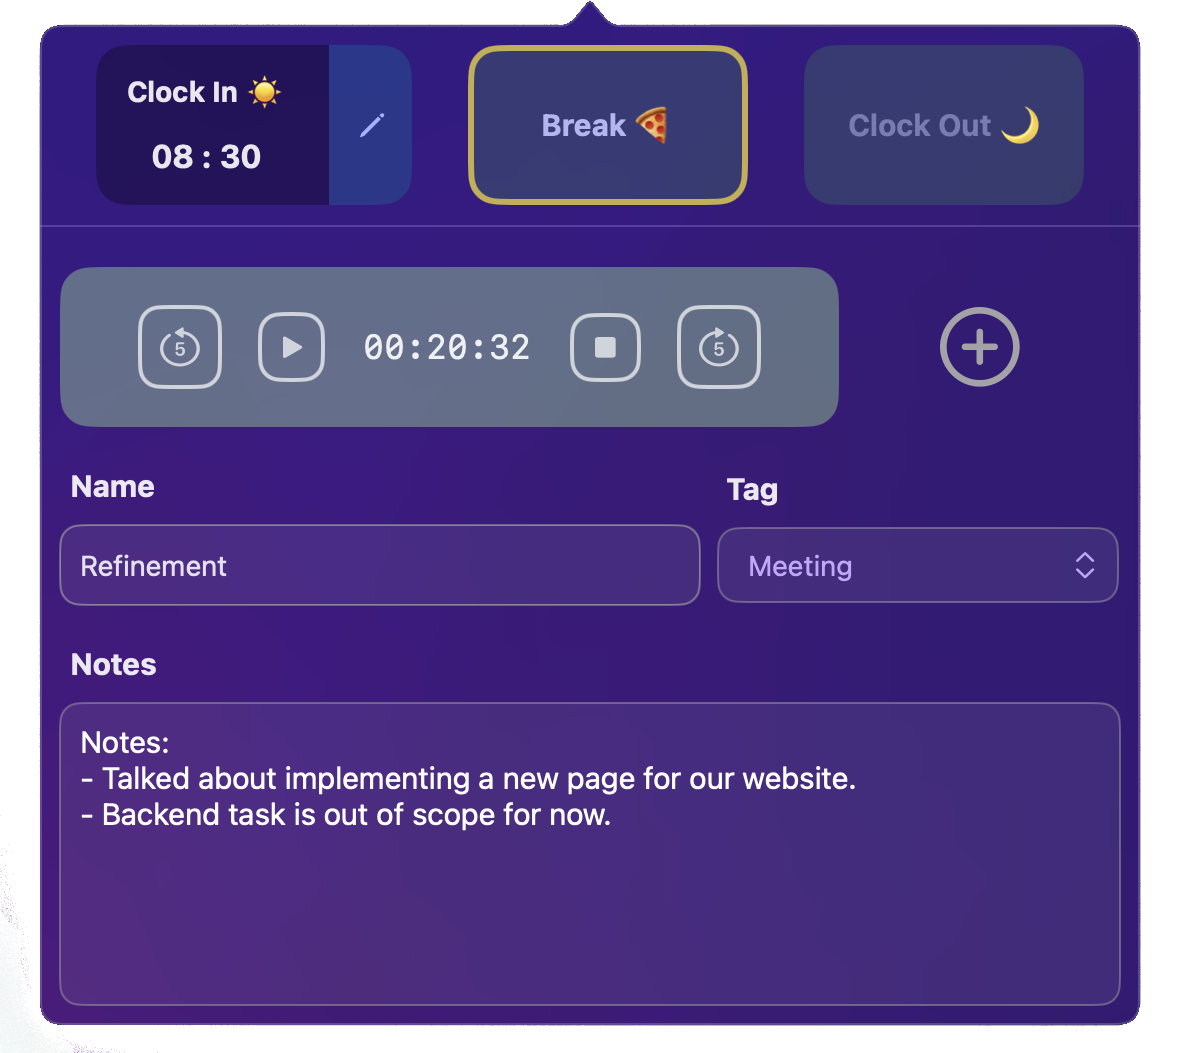 Clock In ☀️
08 : 30
Break 🍕
Clock Out 🌙
5
00:20:32
5
Name
Tag
Refinement
Meeting
Notes
Notes:
- Talked about implementing a new page for our website.
- Backend task is out of scope for now.